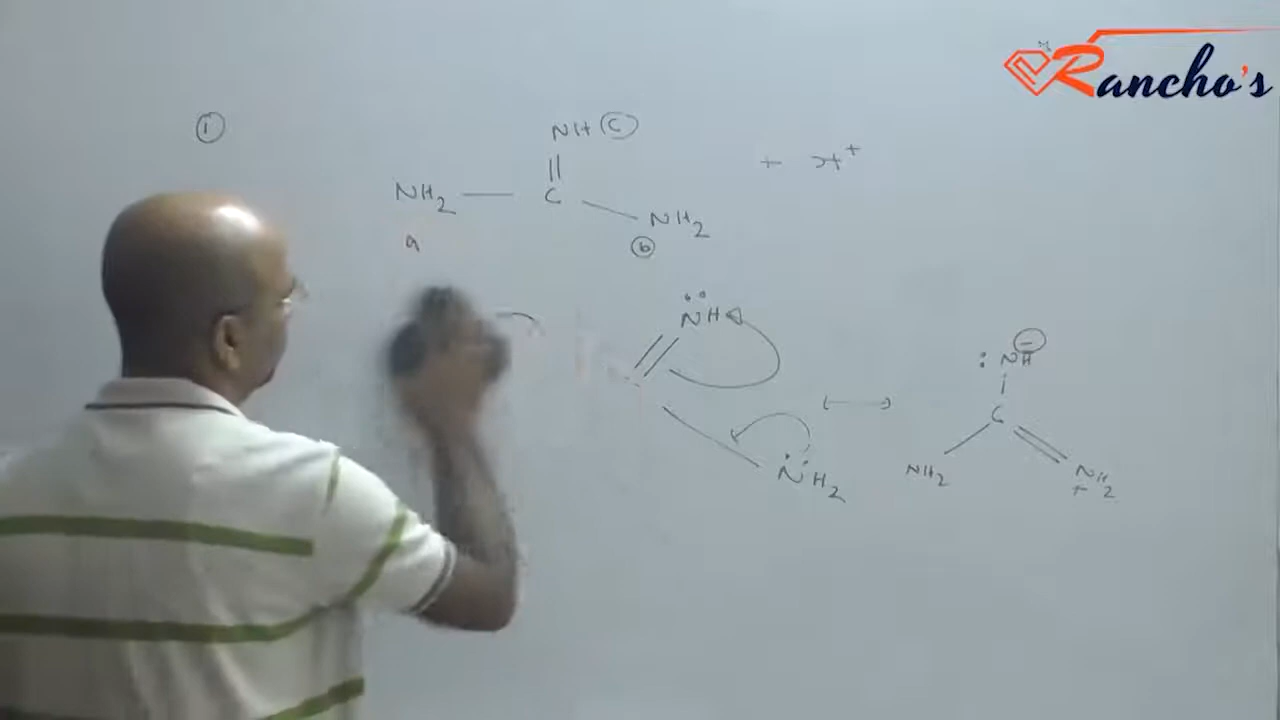 Rancho's
①
NH ⓒ
||
NH₂ — C — NH₂
a
ⓑ
+ H⁺
NH
NH₂
: NH ⊖
C
NH₂
NH₂
+